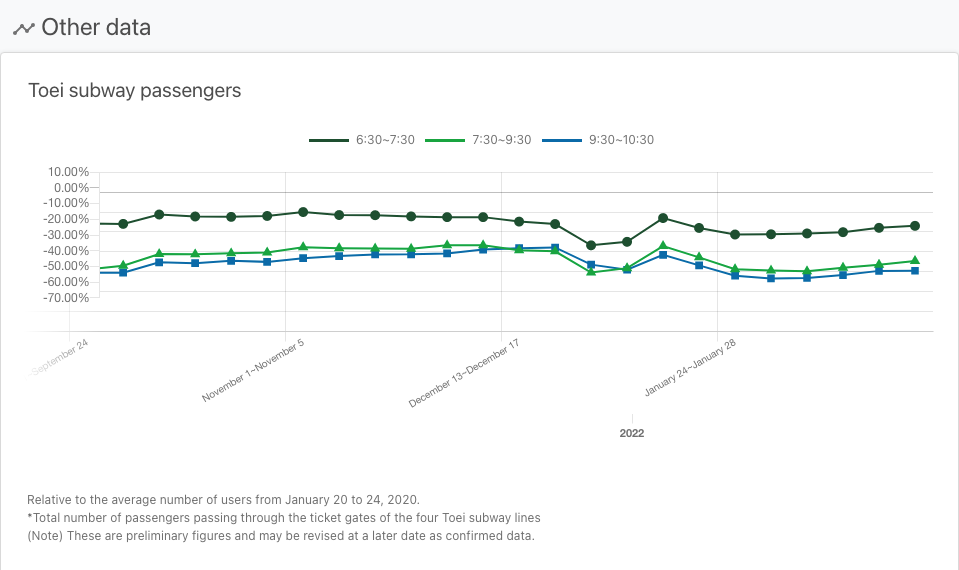 Other data
Toei subway passengers
6:30~7:30
7:30~9:30
9:30~10:30
10.00%
0.00%
-10.00%
-20.00%
-30.00%
-40.00%
-50.00%
-60.00%
-70.00%
-September 24
November 1~November 5
December 13~December 17
January 24~January 28
2022
Relative to the average number of users from January 20 to 24, 2020.
*Total number of passengers passing through the ticket gates of the four Toei subway lines
(Note) These are preliminary figures and may be revised at a later date as confirmed data.